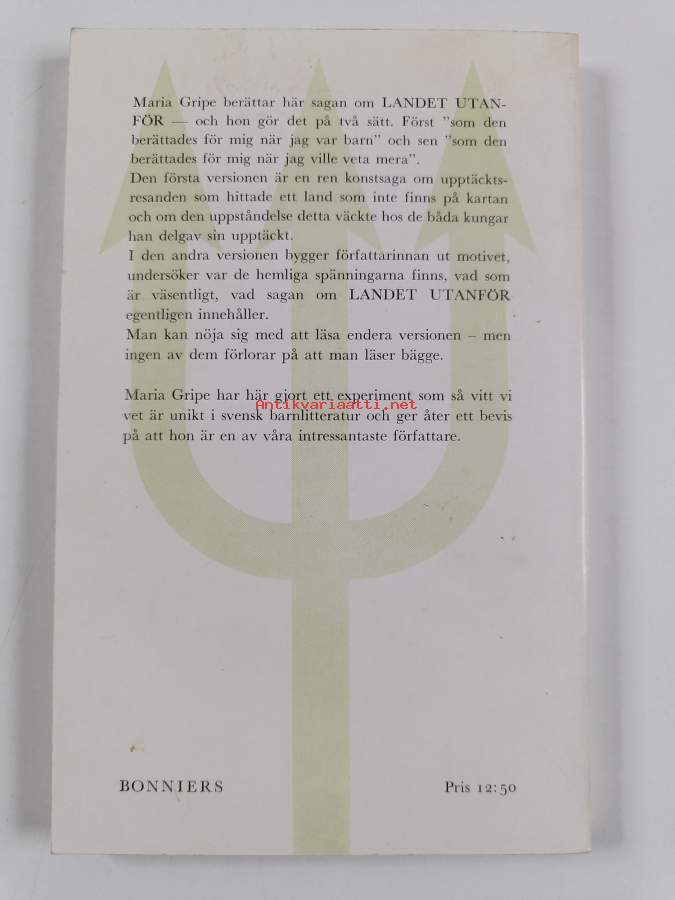 Maria Gripe berättar här sagan om LANDET UTAN-
FÖR — och hon gör det på två sätt. Först "som den
berättades för mig när jag var barn" och sen "som den
berättades för mig när jag ville veta mera".
Den första versionen är en ren konstsaga om upptäckts-
resanden som hittade ett land som inte finns på kartan
och om den uppståndelse detta väckte hos de båda kungar
han delgav sin upptäckt.
I den andra versionen bygger författarinnan ut motivet,
undersöker var de hemliga spänningarna finns, vad som
är väsentligt, vad sagan om LANDET UTANFÖR
egentligen innehåller.
Man kan nöja sig med att läsa endera versionen – men
ingen av dem förlorar på att man läser bägge.
Maria Gripe har här gjort ett experiment som så vitt vi
Antikvariaatti.net
vet är unikt i svensk barnlitteratur och ger åter ett bevis
på att hon är en av våra intressantaste författare.
BONNIERS
Pris 12:50